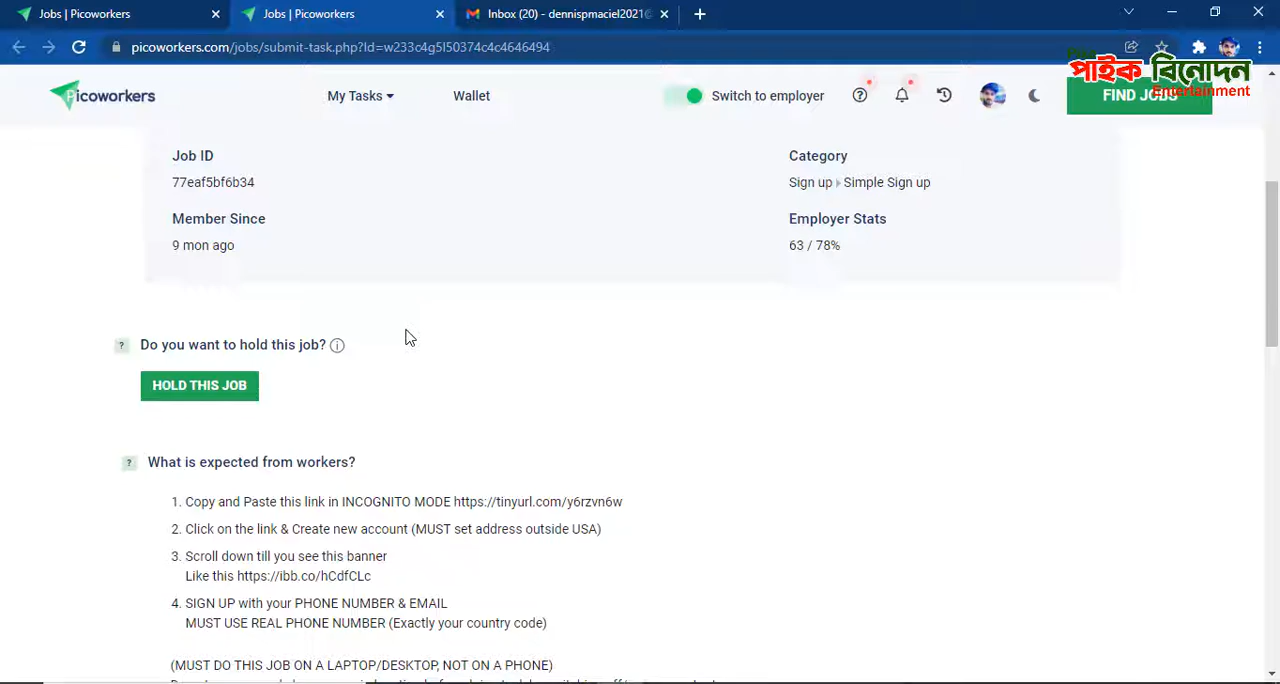 Jobs | Picoworkers
Jobs | Picoworkers
Inbox (20) - dennispmaciel2021@
picoworkers.com/jobs/submit-task.php?Id=w233c4g5l50374c4c4646494
Picoworkers
My Tasks
Wallet
Switch to employer
FIND JOBS
পাইক বিনোদন
Entertainment
Job ID
77eaf5bf6b34
Category
Sign up Simple Sign up
Member Since
9 mon ago
Employer Stats
63 / 78%
Do you want to hold this job?
HOLD THIS JOB
What is expected from workers?
1. Copy and Paste this link in INCOGNITO MODE https://tinyurl.com/y6rzvn6w
2. Click on the link & Create new account (MUST set address outside USA)
3. Scroll down till you see this banner
Like this https://ibb.co/hCdfCLc
4. SIGN UP with your PHONE NUMBER & EMAIL
MUST USE REAL PHONE NUMBER (Exactly your country code)
(MUST DO THIS JOB ON A LAPTOP/DESKTOP, NOT ON A PHONE)